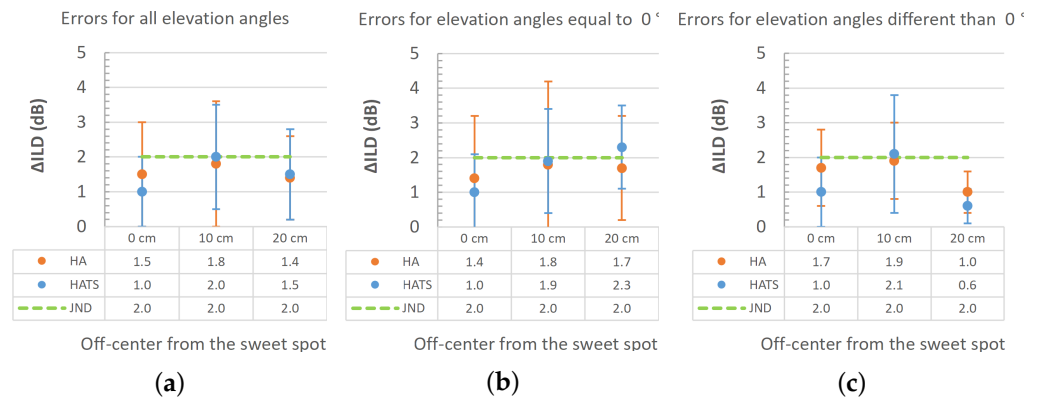 Errors for all elevation angles
ΔILD (dB)
5
4
3
2
1
0
0 cm 10 cm 20 cm
HA 1.5 1.8 1.4
HATS 1.0 2.0 1.5
JND 2.0 2.0 2.0
Off-center from the sweet spot
(a)
Errors for elevation angles equal to 0 °
ΔILD (dB)
5
4
3
2
1
0
0 cm 10 cm 20 cm
HA 1.4 1.8 1.7
HATS 1.0 1.9 2.3
JND 2.0 2.0 2.0
Off-center from the sweet spot
(b)
Errors for elevation angles different than 0 °
ΔILD (dB)
5
4
3
2
1
0
0 cm 10 cm 20 cm
HA 1.7 1.9 1.0
HATS 1.0 2.1 0.6
JND 2.0 2.0 2.0
Off-center from the sweet spot
(c)